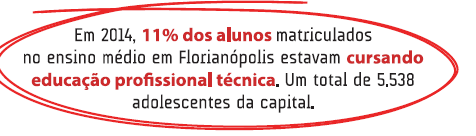 Em 2014, 11% dos alunos matriculados
no ensino médio em Florianópolis estavam cursando
educação profissional técnica. Um total de 5.538
adolescentes da capital.